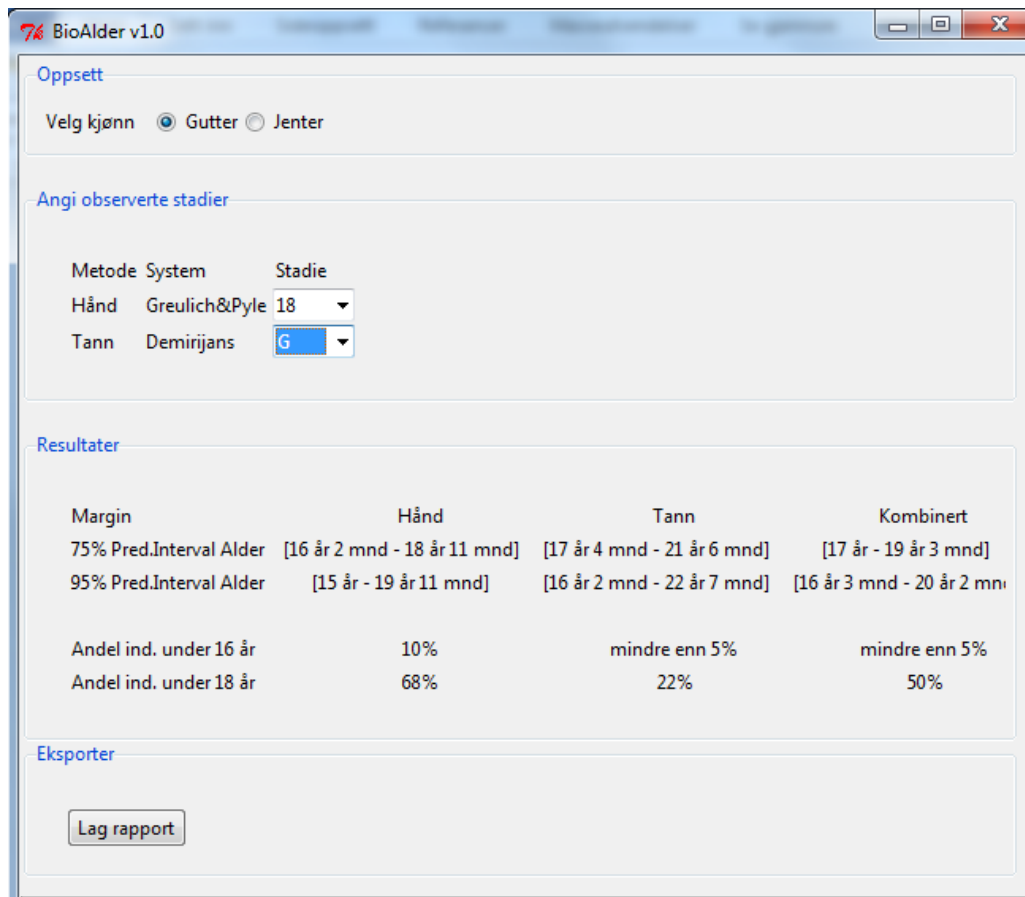 BioAlder v1.0
Oppsett
Velg kjønn Gutter Jenter
Angi observerte stadier
Metode System Stadie
Hånd Greulich&Pyle 18
Tann Demirijans G
Resultater
Margin Hånd Tann Kombinert
75% Pred.Interval Alder [16 år 2 mnd - 18 år 11 mnd] [17 år 4 mnd - 21 år 6 mnd] [17 år - 19 år 3 mnd]
95% Pred.Interval Alder [15 år - 19 år 11 mnd] [16 år 2 mnd - 22 år 7 mnd] [16 år 3 mnd - 20 år 2 mn
Andel ind. under 16 år 10% mindre enn 5% mindre enn 5%
Andel ind. under 18 år 68% 22% 50%
Eksporter
Lag rapport